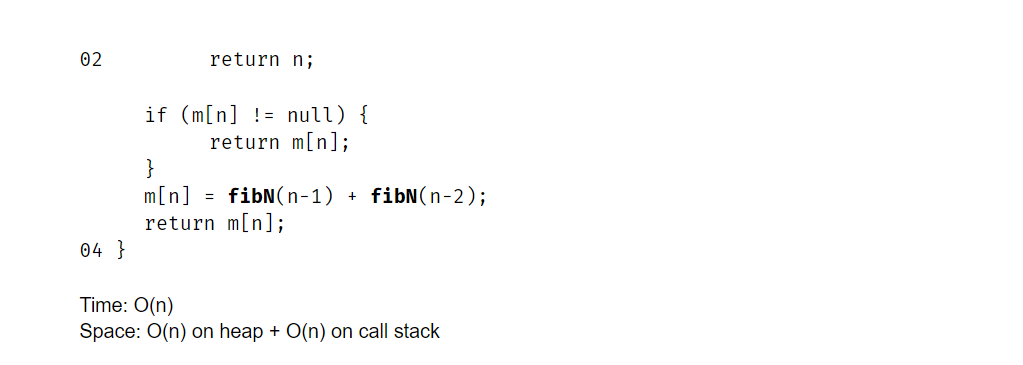 02 return n;
if (m[n] != null) {
return m[n];
}
m[n] = fibN(n-1) + fibN(n-2);
return m[n];
04 }
Time: O(n)
Space: O(n) on heap + O(n) on call stack